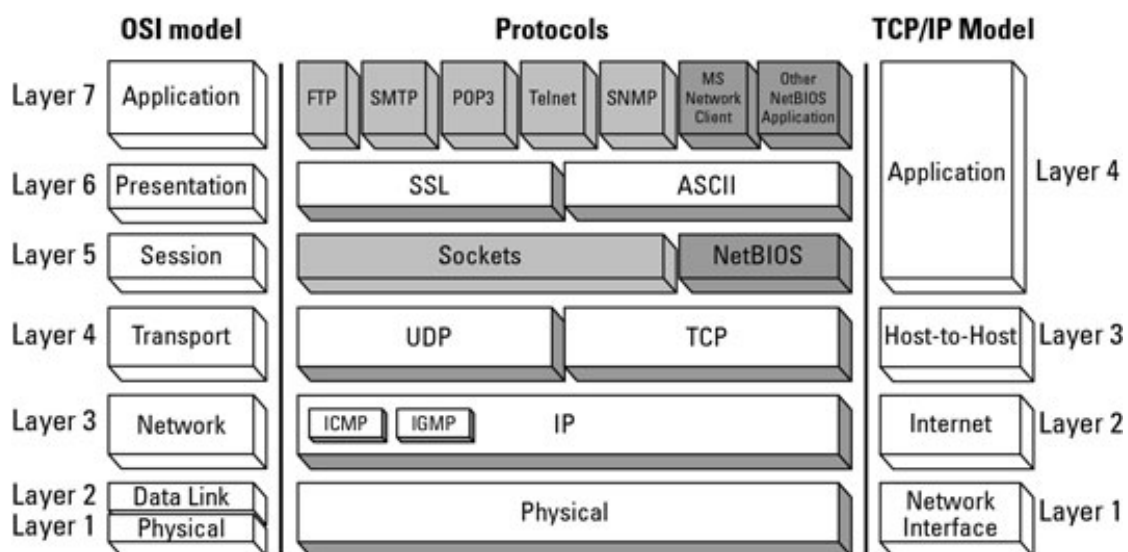 OSI model Protocols TCP/IP Model
Layer 7 Application FTP SMTP POP3 Telnet SNMP MS Network Client Other NetBIOS Application
Layer 6 Presentation SSL ASCII Application Layer 4
Layer 5 Session Sockets NetBIOS
Layer 4 Transport UDP TCP Host-to-Host Layer 3
Layer 3 Network ICMP IGMP IP Internet Layer 2
Layer 2 Data Link
Layer 1 Physical Physical Network Interface Layer 1